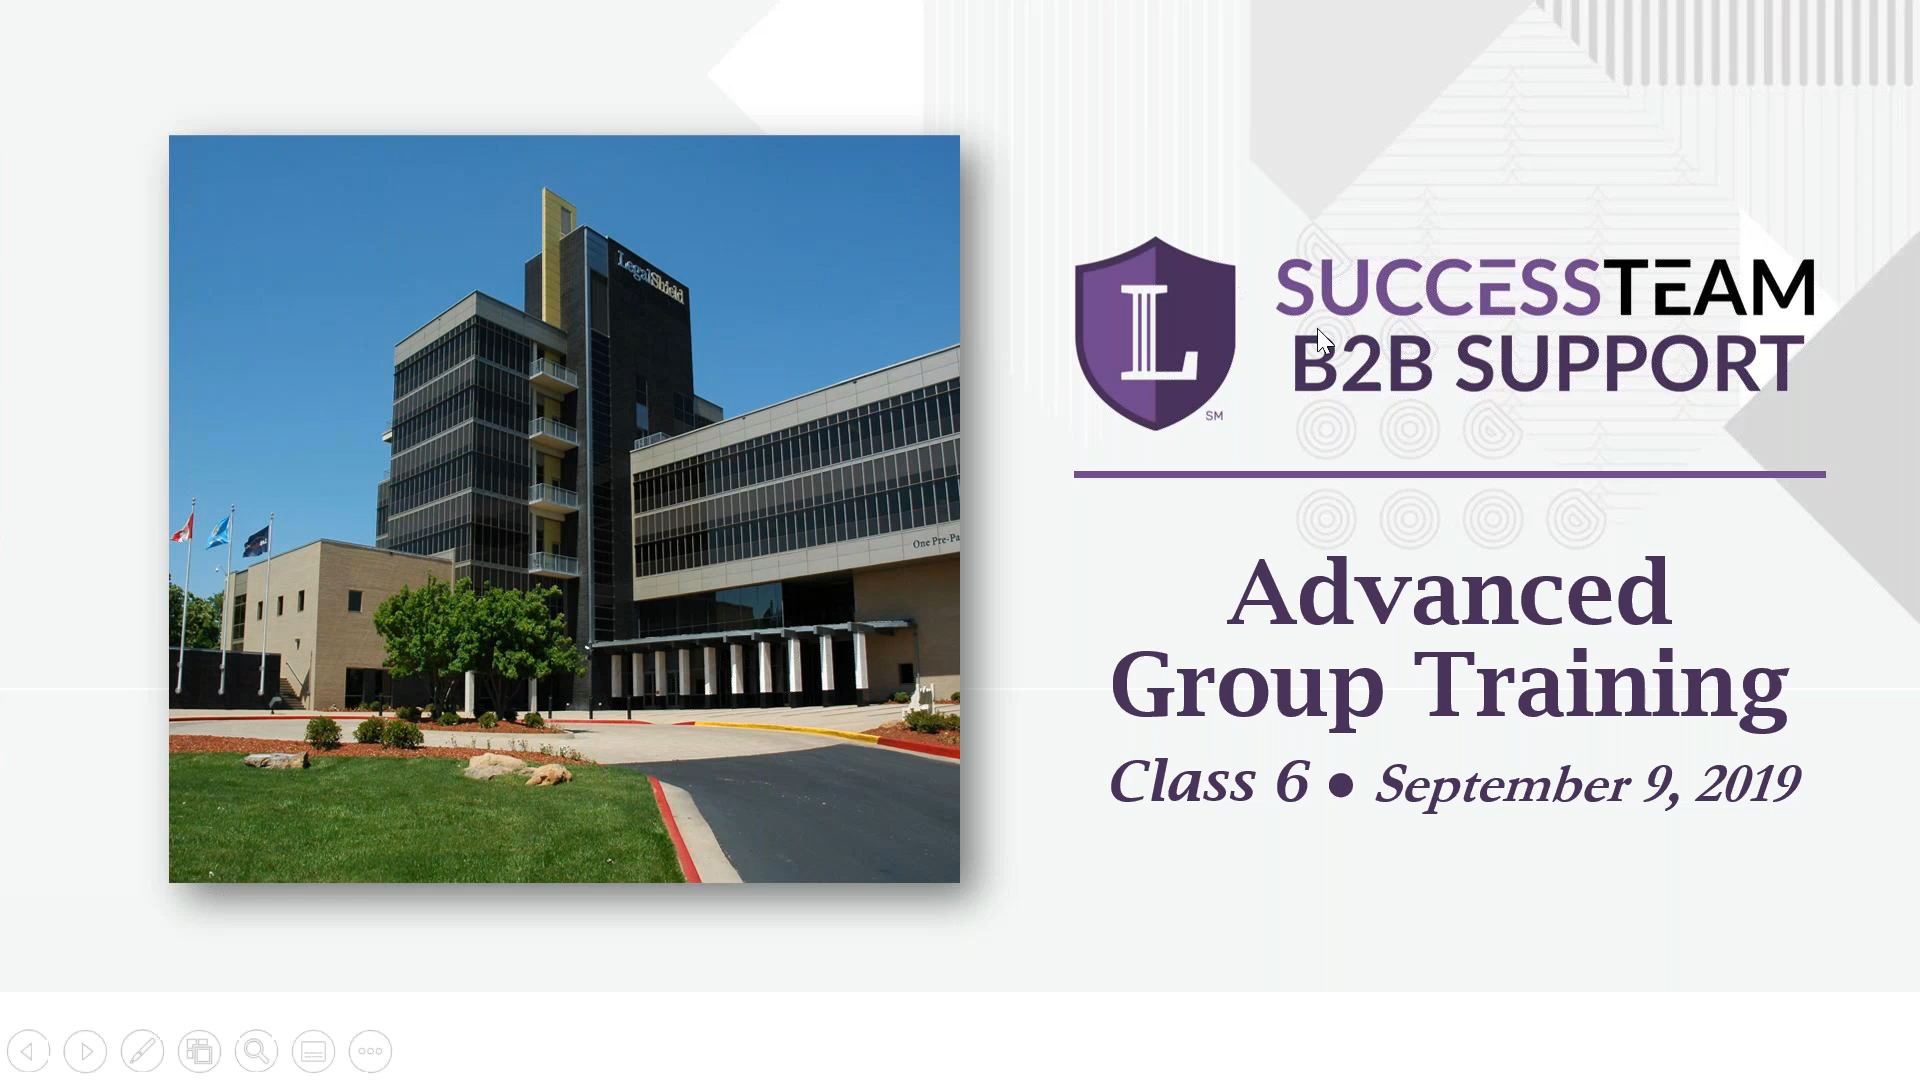 LegalShield
One Pre-Pa
L
SM
SUCCESSTEAM
B2B SUPPORT
Advanced
Group Training
Class 6 • September 9, 2019